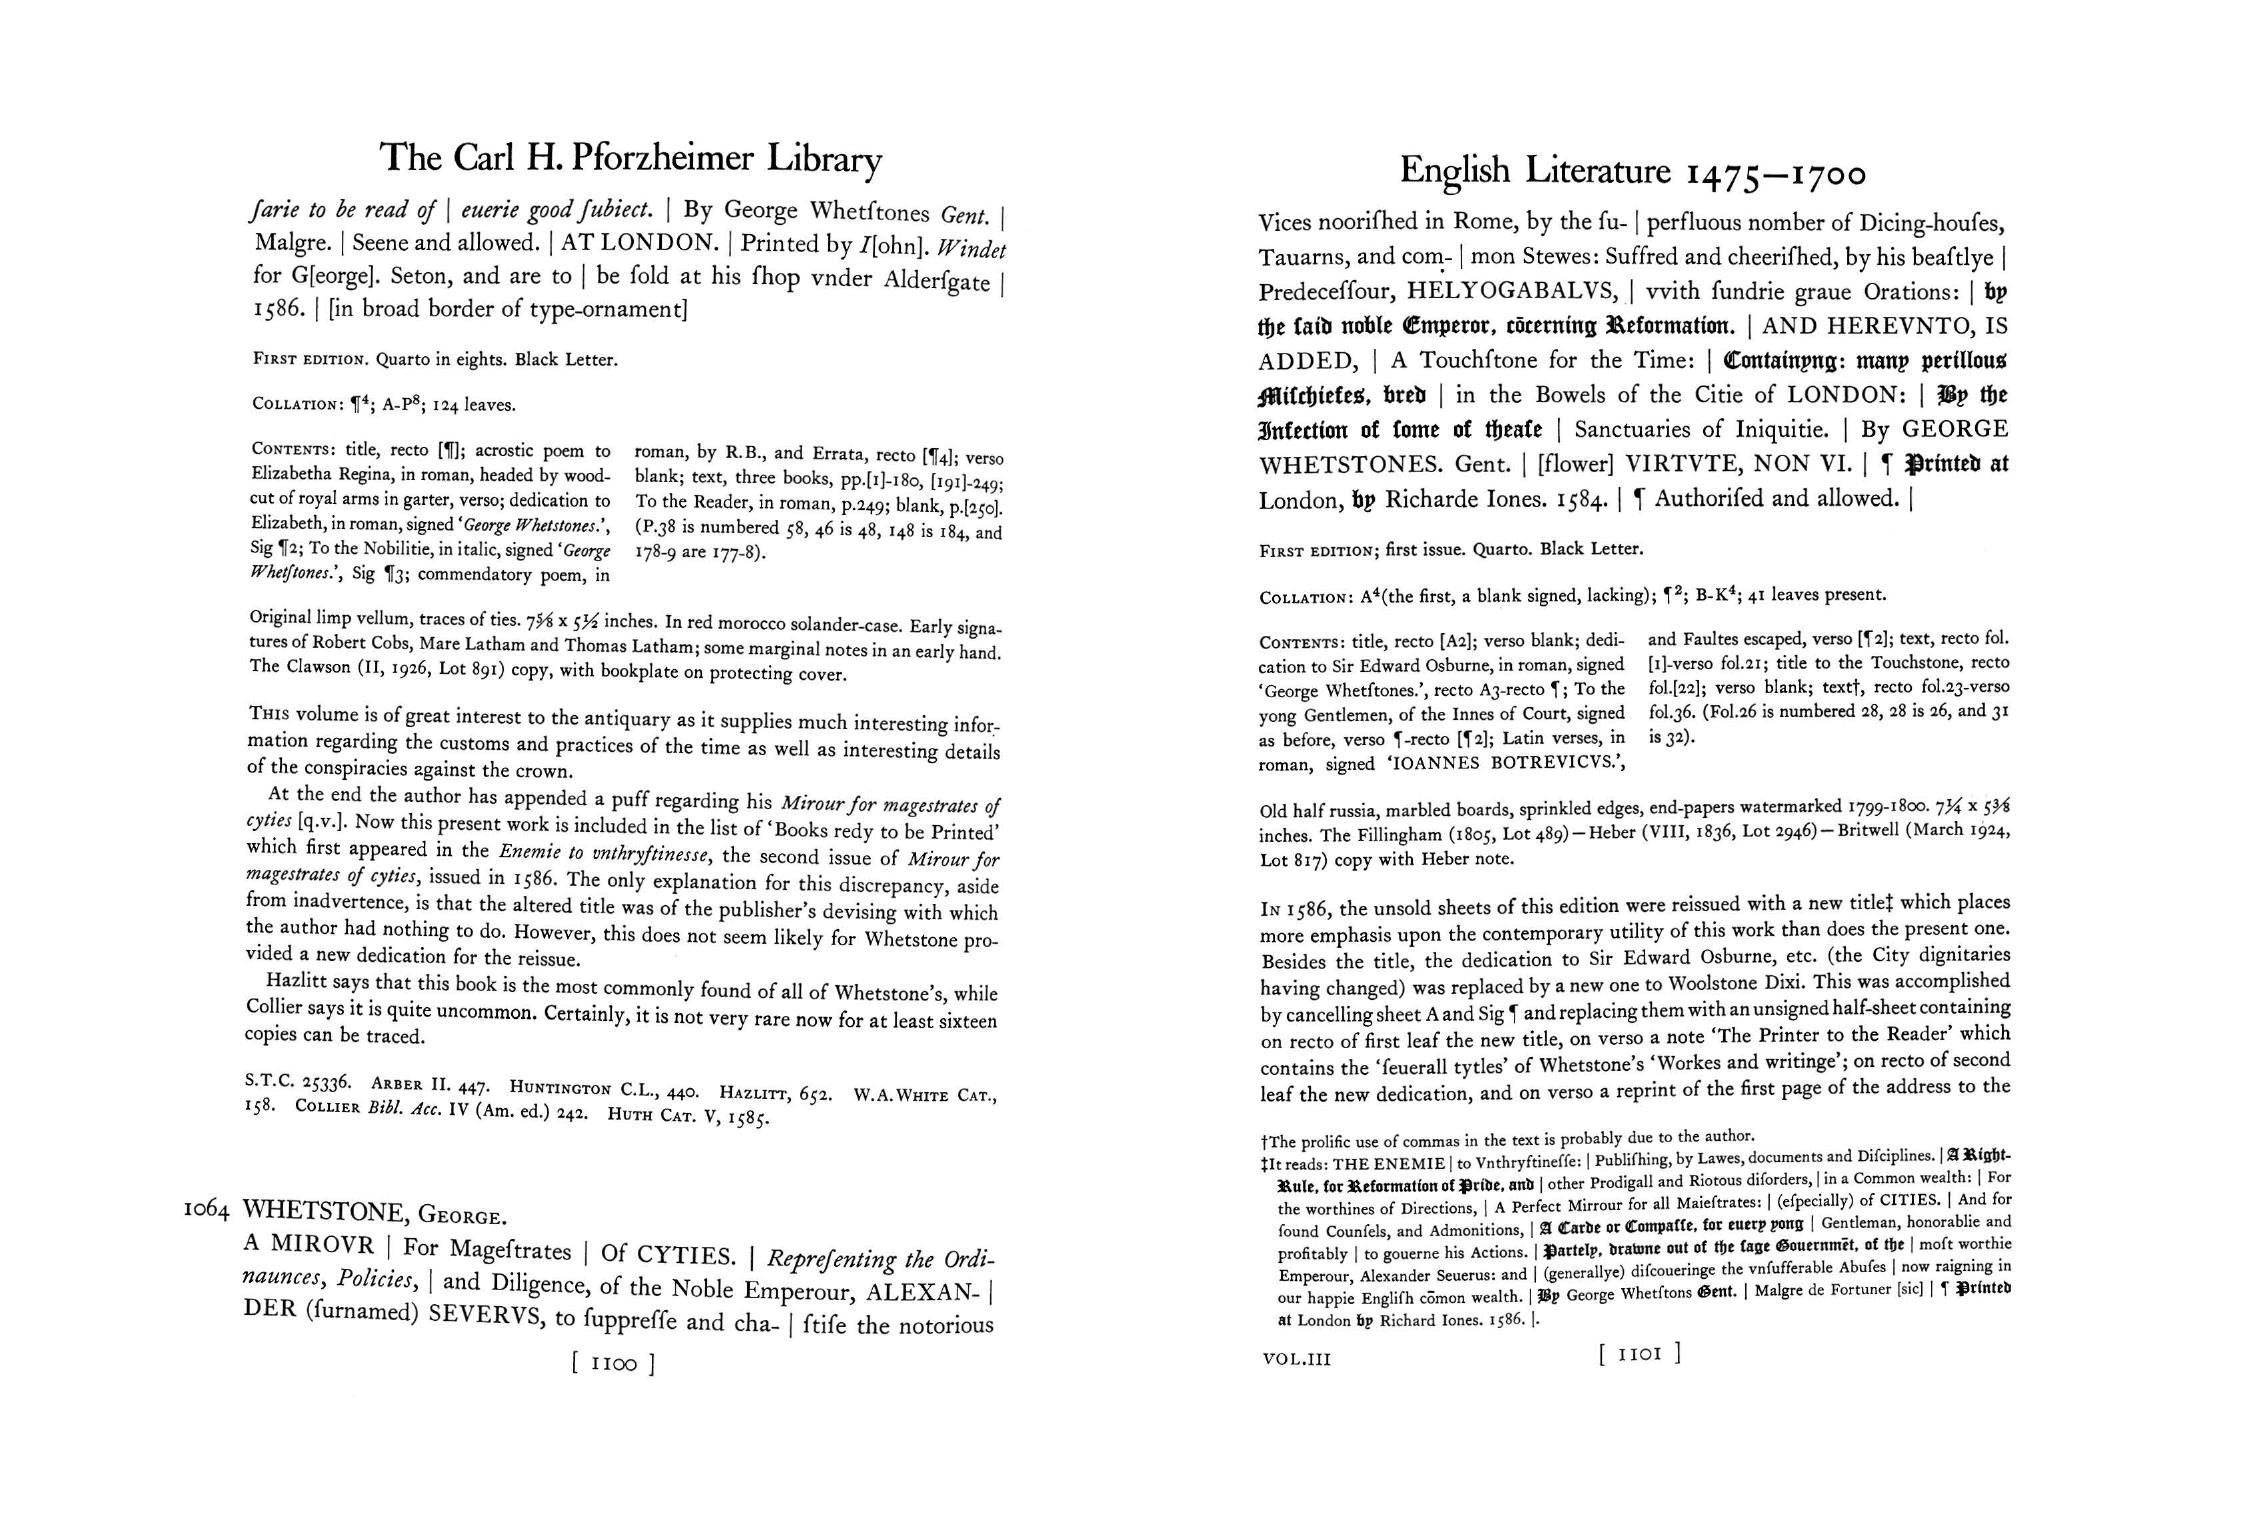 The Carl H. Pforzheimer Library
ſarie to be read of | euerie good ſubiect. | By George Whetſtones Gent. |
Malgre. | Seene and allowed. | AT LONDON. | Printed by I[ohn]. Windet
for G[eorge]. Seton, and are to | be ſold at his ſhop vnder Alderſgate |
1586. | [in broad border of type-ornament]
FIRST EDITION. Quarto in eights. Black Letter.
COLLATION: ¶⁴; A-P⁸; 124 leaves.
CONTENTS: title, recto [¶]; acrostic poem to
Elizabetha Regina, in roman, headed by wood-
cut of royal arms in garter, verso; dedication to
Elizabeth, in roman, signed ‘George Whetstones.’,
Sig ¶2; To the Nobilitie, in italic, signed ‘George
Whetſtones.’, Sig ¶3; commendatory poem, in
roman, by R.B., and Errata, recto [¶4]; verso
blank; text, three books, pp.[1]-180, [191]-249;
To the Reader, in roman, p.249; blank, p.[250].
(P.38 is numbered 58, 46 is 48, 148 is 184, and
178-9 are 177-8).
Original limp vellum, traces of ties. 7⅝ x 5½ inches. In red morocco solander-case. Early signa-
tures of Robert Cobs, Mare Latham and Thomas Latham; some marginal notes in an early hand.
The Clawson (II, 1926, Lot 891) copy, with bookplate on protecting cover.
THIS volume is of great interest to the antiquary as it supplies much interesting infor-
mation regarding the customs and practices of the time as well as interesting details
of the conspiracies against the crown.
At the end the author has appended a puff regarding his Mirour for magestrates of
cyties [q.v.]. Now this present work is included in the list of ‘Books redy to be Printed’
which first appeared in the Enemie to vnthryftinesse, the second issue of Mirour for
magestrates of cyties, issued in 1586. The only explanation for this discrepancy, aside
from inadvertence, is that the altered title was of the publisher’s devising with which
the author had nothing to do. However, this does not seem likely for Whetstone pro-
vided a new dedication for the reissue.
Hazlitt says that this book is the most commonly found of all of Whetstone’s, while
Collier says it is quite uncommon. Certainly, it is not very rare now for at least sixteen
copies can be traced.
S.T.C. 25336. ARBER II. 447. HUNTINGTON C.L., 440. HAZLITT, 652. W.A.WHITE CAT.,
158. COLLIER Bibl. Acc. IV (Am. ed.) 242. HUTH CAT. V, 1585.
1064 WHETSTONE, GEORGE.
A MIROVR | For Mageſtrates | Of CYTIES. | Repreſenting the Ordi-
naunces, Policies, | and Diligence, of the Noble Emperour, ALEXAN- |
DER (ſurnamed) SEVERVS, to ſuppreſſe and cha- | ſtiſe the notorious
[ 1100 ]
English Literature 1475–1700
Vices nooriſhed in Rome, by the ſu- | perfluous nomber of Dicing-houſes,
Tauarns, and com- | mon Stewes: Suffred and cheeriſhed, by his beaſtlye |
Predeceſſour, HELYOGABALVS, | vvith ſundrie graue Orations: | by
the ſaid noble Emperor, cōcerning Reformation. | AND HEREVNTO, IS
ADDED, | A Touchſtone for the Time: | Containyng: many perillous
Miſchiefes, bred | in the Bowels of the Citie of LONDON: | By the
Infection of ſome of theaſe | Sanctuaries of Iniquitie. | By GEORGE
WHETSTONES. Gent. | [flower] VIRTVTE, NON VI. | ¶ Printed at
London, by Richarde Iones. 1584. | ¶ Authoriſed and allowed. |
FIRST EDITION; first issue. Quarto. Black Letter.
COLLATION: A⁴(the first, a blank signed, lacking); ¶²; B-K⁴; 41 leaves present.
CONTENTS: title, recto [A2]; verso blank; dedi-
cation to Sir Edward Osburne, in roman, signed
‘George Whetſtones.’, recto A3-recto ¶; To the
yong Gentlemen, of the Innes of Court, signed
as before, verso ¶-recto [¶2]; Latin verses, in
roman, signed ‘IOANNES BOTREVICVS.’,
and Faultes escaped, verso [¶2]; text, recto fol.
[1]-verso fol.21; title to the Touchstone, recto
fol.[22]; verso blank; text†, recto fol.23-verso
fol.36. (Fol.26 is numbered 28, 28 is 26, and 31
is 32).
Old half russia, marbled boards, sprinkled edges, end-papers watermarked 1799-1800. 7¼ x 5⅜
inches. The Fillingham (1805, Lot 489)—Heber (VIII, 1836, Lot 2946)—Britwell (March 1924,
Lot 817) copy with Heber note.
IN 1586, the unsold sheets of this edition were reissued with a new title‡ which places
more emphasis upon the contemporary utility of this work than does the present one.
Besides the title, the dedication to Sir Edward Osburne, etc. (the City dignitaries
having changed) was replaced by a new one to Woolstone Dixi. This was accomplished
by cancelling sheet A and Sig ¶ and replacing them with an unsigned half-sheet containing
on recto of first leaf the new title, on verso a note ‘The Printer to the Reader’ which
contains the ‘ſeuerall tytles’ of Whetstone’s ‘Workes and writinge’; on recto of second
leaf the new dedication, and on verso a reprint of the first page of the address to the
†The prolific use of commas in the text is probably due to the author.
‡It reads: THE ENEMIE | to Vnthryftineſſe: | Publiſhing, by Lawes, documents and Diſciplines. | A Right-
Rule, for Reformation of Pride, and | other Prodigall and Riotous diſorders, | in a Common wealth: | For
the worthines of Directions, | A Perfect Mirrour for all Maieſtrates: | (eſpecially) of CITIES. | And for
ſound Counſels, and Admonitions, | A Carde or Compaſſe, for euery yong | Gentleman, honorablie and
profitably | to gouerne his Actions. | Partely, drawne out of the ſage Gouernmēt, of the | moſt worthie
Emperour, Alexander Seuerus: and | (generallye) diſcoueringe the vnſufferable Abuſes | now raigning in
our happie Engliſh cōmon wealth. | By George Whetſtons Gent. | Malgre de Fortuner [sic] | ¶ Printed
at London by Richard Iones. 1586. |.
VOL.III
[ 1101 ]